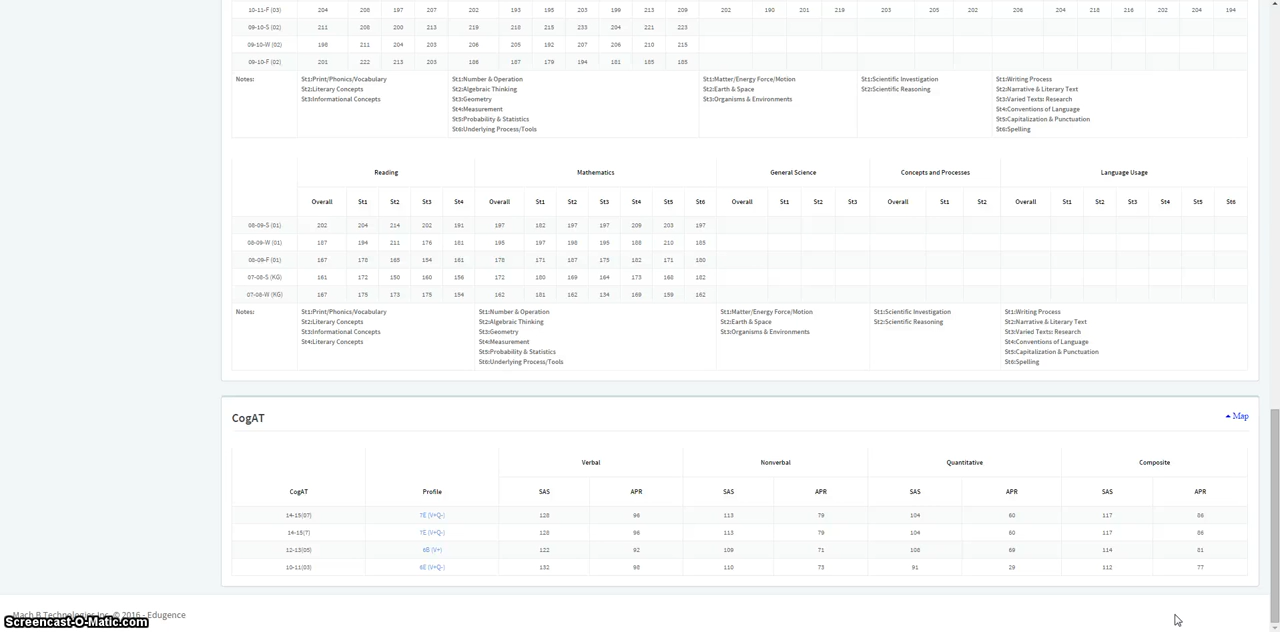 10-11-F (03) 204 208 197 207 202 193 195 203 199 213 209 202 190 201 219 203 205 202 206 204 218 216 202 204 194
09-10-S (02) 211 208 200 213 219 218 215 233 204 221 223
09-10-W (02) 198 211 204 203 206 205 192 207 206 210 215
09-10-F (02) 201 222 213 203 186 187 179 194 181 185 185
Notes: St1:Print/Phonics/Vocabulary St1:Number & Operation St1:Matter/Energy Force/Motion St1:Scientific Investigation St1:Writing Process
St2:Literary Concepts St2:Algebraic Thinking St2:Earth & Space St2:Scientific Reasoning St2:Narrative & Literary Text
St3:Informational Concepts St3:Geometry St3:Organisms & Environments St3:Varied Texts: Research
St4:Measurement St4:Conventions of Language
St5:Probability & Statistics St5:Capitalization & Punctuation
St6:Underlying Process/Tools St6:Spelling
Reading Mathematics General Science Concepts and Processes Language Usage
Overall St1 St2 St3 St4 Overall St1 St2 St3 St4 St5 St6 Overall St1 St2 St3 Overall St1 St2 Overall St1 St2 St3 St4 St5 St6
08-09-S (01) 202 204 214 202 191 197 182 197 197 209 203 197
08-09-W (01) 187 194 211 176 181 195 197 198 195 188 210 185
08-09-F (01) 167 178 165 154 161 178 171 187 175 182 171 180
07-08-S (KG) 161 172 150 160 156 172 180 169 164 173 168 182
07-08-W (KG) 167 175 173 175 154 162 181 162 134 169 159 162
Notes: St1:Print/Phonics/Vocabulary St1:Number & Operation St1:Matter/Energy Force/Motion St1:Scientific Investigation St1:Writing Process
St2:Literary Concepts St2:Algebraic Thinking St2:Earth & Space St2:Scientific Reasoning St2:Narrative & Literary Text
St3:Informational Concepts St3:Geometry St3:Organisms & Environments St3:Varied Texts: Research
St4:Literary Concepts St4:Measurement St4:Conventions of Language
St5:Probability & Statistics St5:Capitalization & Punctuation
St6:Underlying Process/Tools St6:Spelling
CogAT Map
Verbal Nonverbal Quantitative Composite
CogAT Profile SAS APR SAS APR SAS APR SAS APR
14-15(07) 7E (V+Q-) 128 96 113 79 104 60 117 86
14-15(7) 7E (V+Q-) 128 96 113 79 104 60 117 86
12-13(05) 6B (V+) 122 92 109 71 108 69 114 81
10-11(03) 6E (V+Q-) 132 98 110 73 91 29 112 77
Mach B Technologies Inc. © 2016 - Edugence
Screencast-O-Matic.com